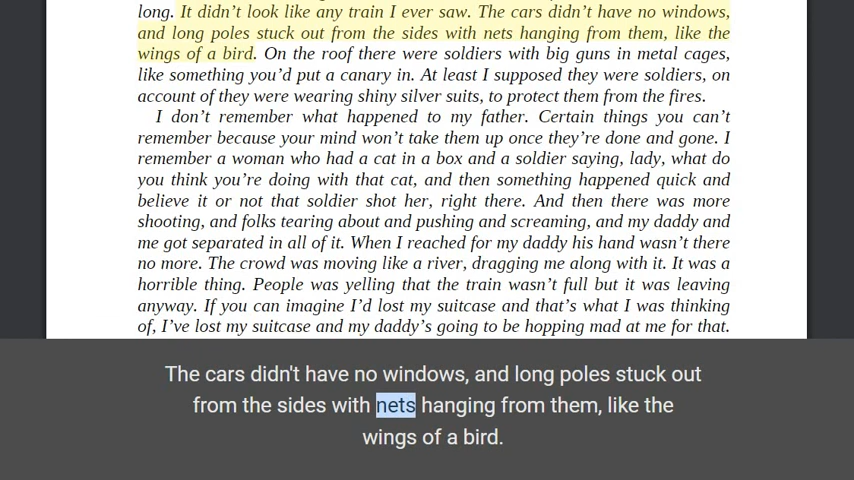 long. It didn’t look like any train I ever saw. The cars didn’t have no windows,
and long poles stuck out from the sides with nets hanging from them, like the
wings of a bird. On the roof there were soldiers with big guns in metal cages,
like something you’d put a canary in. At least I supposed they were soldiers, on
account of they were wearing shiny silver suits, to protect them from the fires.
I don’t remember what happened to my father. Certain things you can’t
remember because your mind won’t take them up once they’re done and gone. I
remember a woman who had a cat in a box and a soldier saying, lady, what do
you think you’re doing with that cat, and then something happened quick and
believe it or not that soldier shot her, right there. And then there was more
shooting, and folks tearing about and pushing and screaming, and my daddy and
me got separated in all of it. When I reached for my daddy his hand wasn’t there
no more. The crowd was moving like a river, dragging me along with it. It was a
horrible thing. People was yelling that the train wasn’t full but it was leaving
anyway. If you can imagine I’d lost my suitcase and that’s what I was thinking
of, I’ve lost my suitcase and my daddy’s going to be hopping mad at me for that.
The cars didn't have no windows, and long poles stuck out
from the sides with nets hanging from them, like the
wings of a bird.